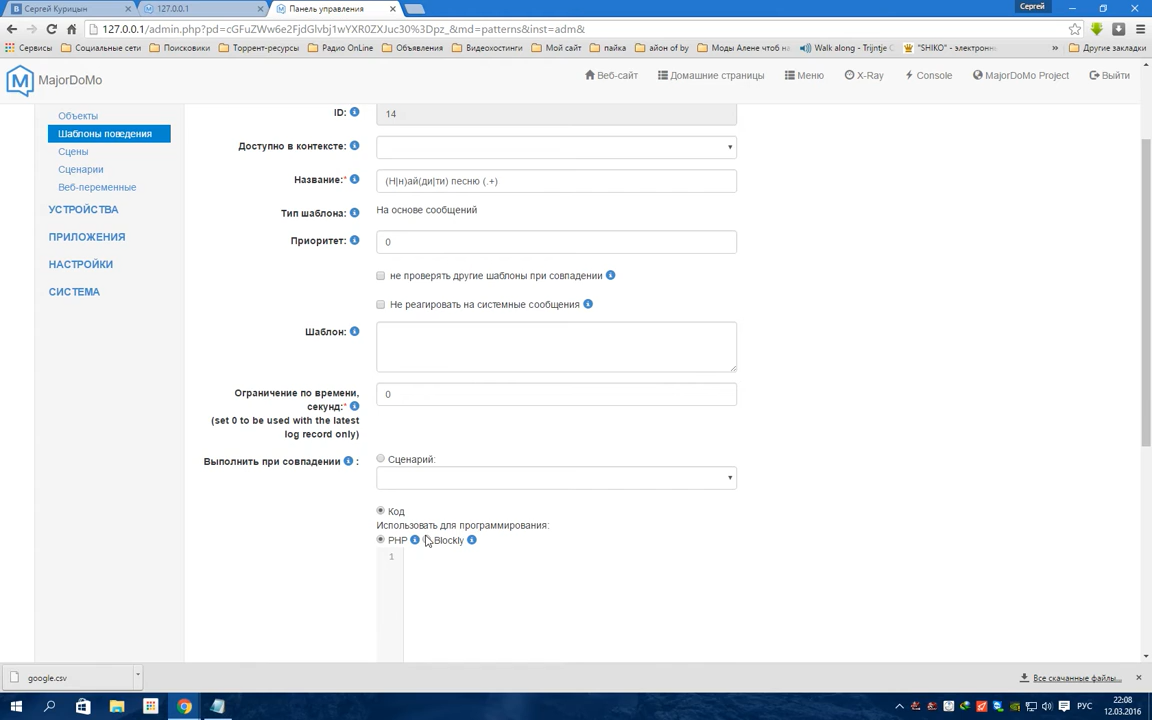 Сергей Курицын
127.0.0.1
Панель управления
Сергей
127.0.0.1/admin.php?pd=cGFuZWw6e2FjdGlvbj1wYXR0ZXJuc30%3Dpz_&md=patterns&inst=adm&
Сервисы
Социальные сети
Поисковики
Торрент-ресурсы
Радио OnLine
Объявления
Видеохостинги
Мой сайт
пайка
айон of by
Моды Алене чтоб н
Walk along - Trijntje
"SHIKO" - электронн
»
Другие закладки
MajorDoMo
Веб-сайт
Домашние страницы
Меню
X-Ray
Console
MajorDoMo Project
Выйти
Объекты
Шаблоны поведения
Сцены
Сценарии
Веб-переменные
УСТРОЙСТВА
ПРИЛОЖЕНИЯ
НАСТРОЙКИ
СИСТЕМА
ID:
14
Доступно в контексте:
Название:*
(Н|н)ай(ди|ти) песню (.+)
Тип шаблона:
На основе сообщений
Приоритет:
0
не проверять другие шаблоны при совпадении
Не реагировать на системные сообщения
Шаблон:
Ограничение по времени,
секунд:*
0
(set 0 to be used with the latest
log record only)
Выполнить при совпадении :
Сценарий:
Код
Использовать для программирования:
PHP
Blockly
1
google.csv
Все скачанные файлы...
РУС
22:08
12.03.2016